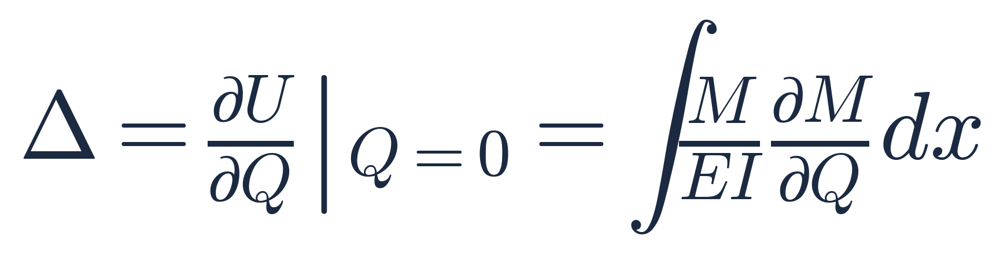 Δ = ∂U/∂Q |Q=0 = ∫ M/EI ∂M/∂Q dx